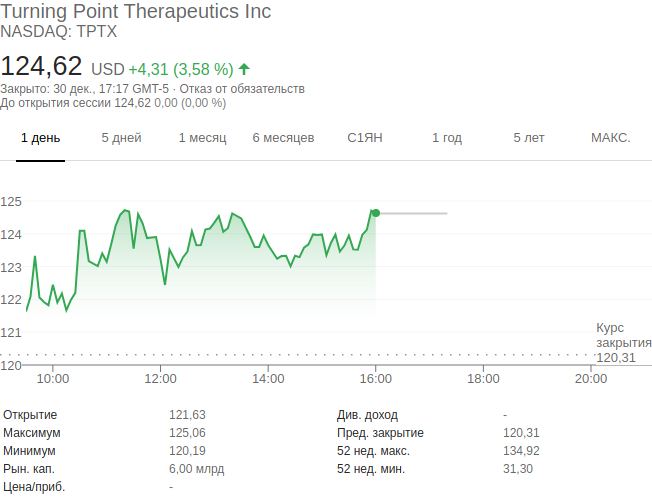 Turning Point Therapeutics Inc
NASDAQ: TPTX
124,62 USD +4,31 (3,58 %)
Закрыто: 30 дек., 17:17 GMT-5 · Отказ от обязательств
До открытия сессии 124,62 0,00 (0,00 %)
1 день 5 дней 1 месяц 6 месяцев С1ЯН 1 год 5 лет МАКС.
125
124
123
122
121
120
Курс
закрытия
120,31
10:00 12:00 14:00 16:00 18:00 20:00
Открытие 121,63 Див. доход -
Максимум 125,06 Пред. закрытие 120,31
Минимум 120,19 52 нед. макс. 134,92
Рын. кап. 6,00 млрд 52 нед. мин. 31,30
Цена/приб. -